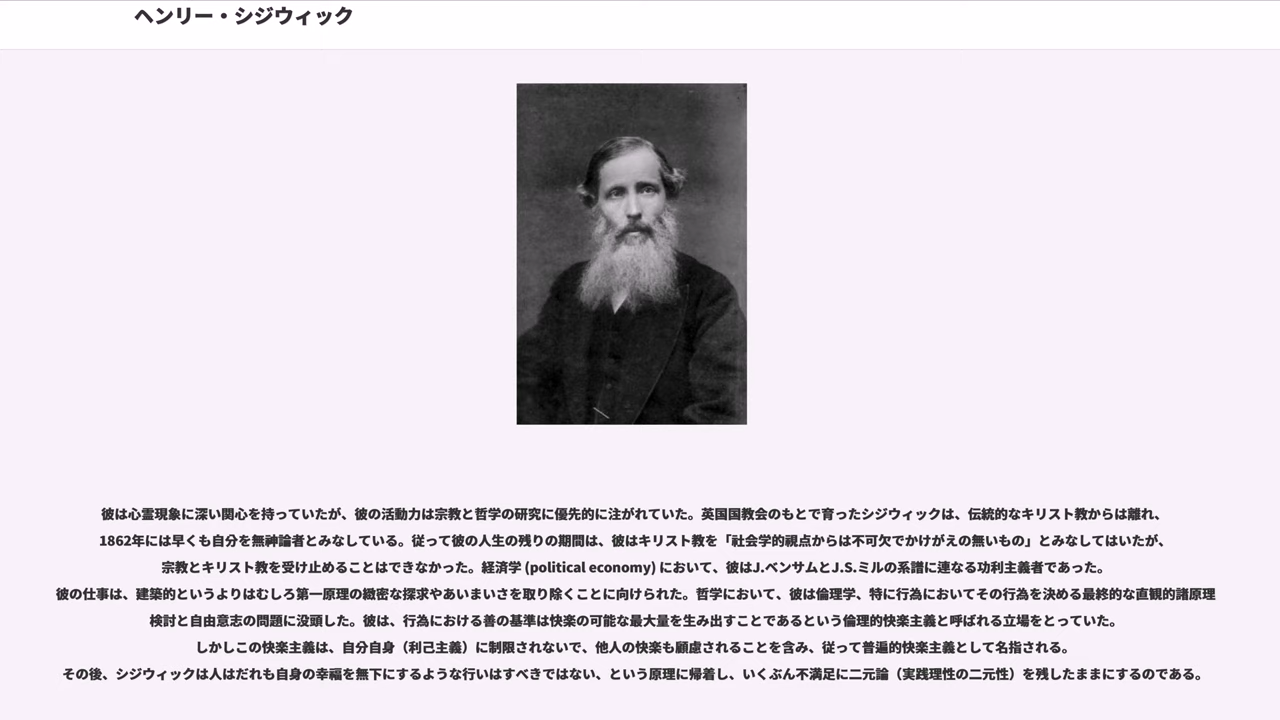 ヘンリー・シジウィック
彼は心霊現象に深い関心を持っていたが、彼の活動力は宗教と哲学の研究に優先的に注がれていた。英国国教会のもとで育ったシジウィックは、伝統的なキリスト教からは離れ、
1862年には早くも自分を無神論者とみなしている。従って彼の人生の残りの期間は、彼はキリスト教を「社会学的視点からは不可欠でかけがえの無いもの」とみなしてはいたが、
宗教とキリスト教を受け止めることはできなかった。経済学 (political economy) において、彼はJ.ベンサムとJ.S.ミルの系譜に連なる功利主義者であった。
彼の仕事は、建築的というよりはむしろ第一原理の緻密な探求やあいまいさを取り除くことに向けられた。哲学において、彼は倫理学、特に行為においてその行為を決める最終的な直観的諸原理
検討と自由意志の問題に没頭した。彼は、行為における善の基準は快楽の可能な最大量を生み出すことであるという倫理的快楽主義と呼ばれる立場をとっていた。
しかしこの快楽主義は、自分自身（利己主義）に制限されないで、他人の快楽も顧慮されることを含み、従って普遍的快楽主義として名指される。
その後、シジウィックは人はだれも自身の幸福を無下にするような行いはすべきではない、という原理に帰着し、いくぶん不満足に二元論（実践理性の二元性）を残したままにするのである。